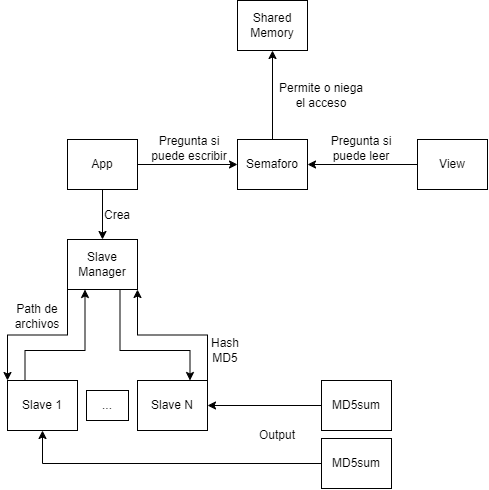 Shared
Memory
Permite o niega
el acceso
Pregunta si
puede escribir
Pregunta si
puede leer
App
Semaforo
View
Crea
Slave
Manager
Path de
archivos
Hash
MD5
Slave 1
...
Slave N
MD5sum
Output
MD5sum